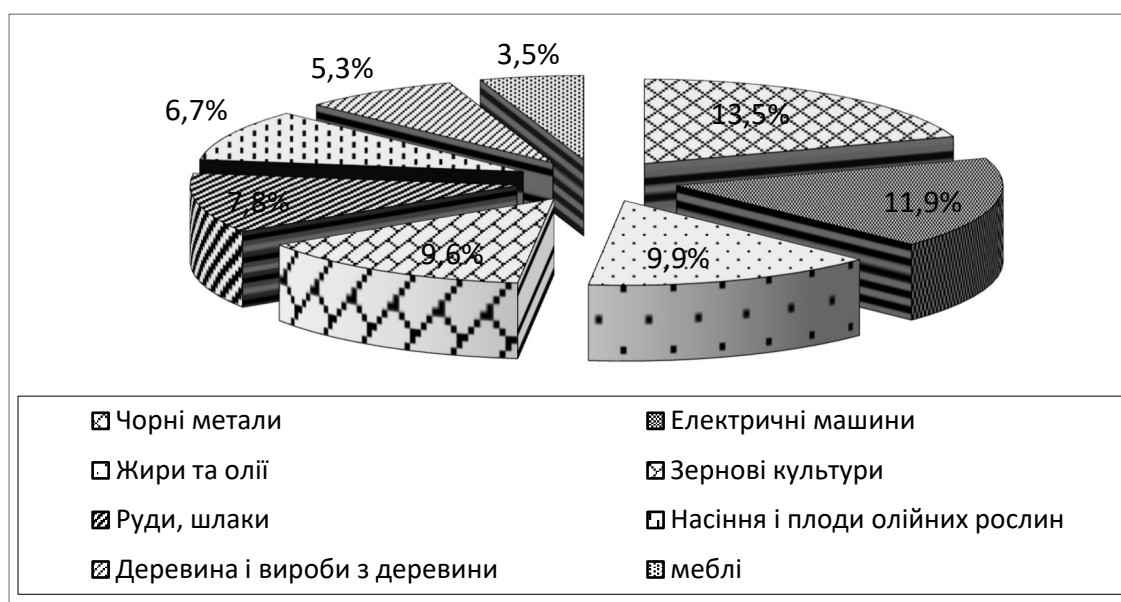 3,5%
5,3%
13,5%
6,7%
7,8%
11,9%
9,6%
9,9%
Чорні метали
Електричні машини
Жири та олії
Зернові культури
Руди, шлаки
Насіння і плоди олійних рослин
Деревина і вироби з деревини
меблі